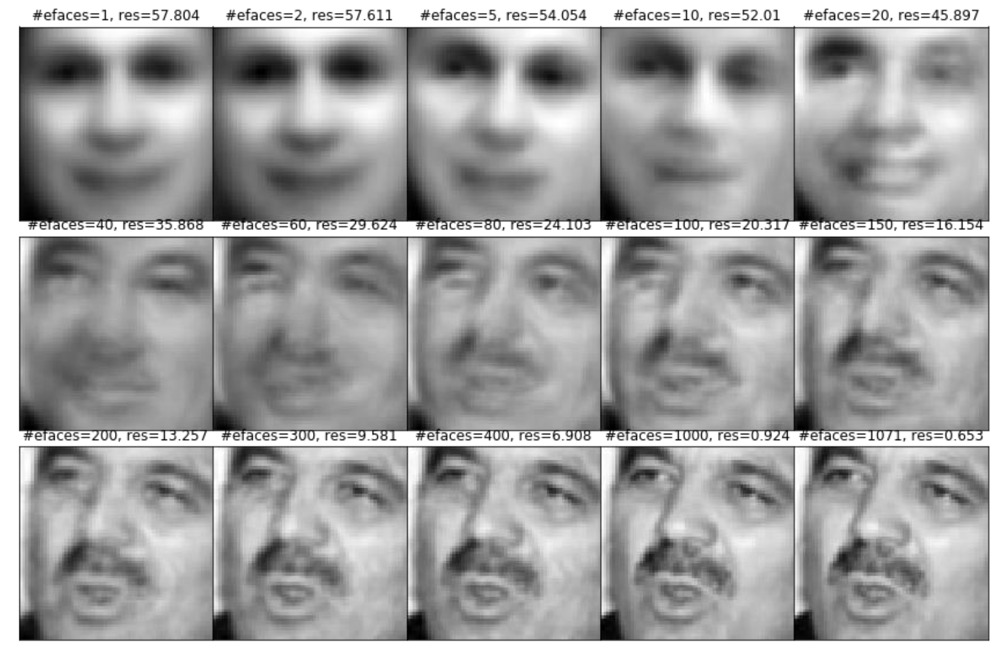 #efaces=1, res=57.804 #efaces=2, res=57.611 #efaces=5, res=54.054 #efaces=10, res=52.01 #efaces=20, res=45.897
#efaces=40, res=35.868 #efaces=60, res=29.624 #efaces=80, res=24.103 #efaces=100, res=20.317 #efaces=150, res=16.154
#efaces=200, res=13.257 #efaces=300, res=9.581 #efaces=400, res=6.908 #efaces=1000, res=0.924 #efaces=1071, res=0.653